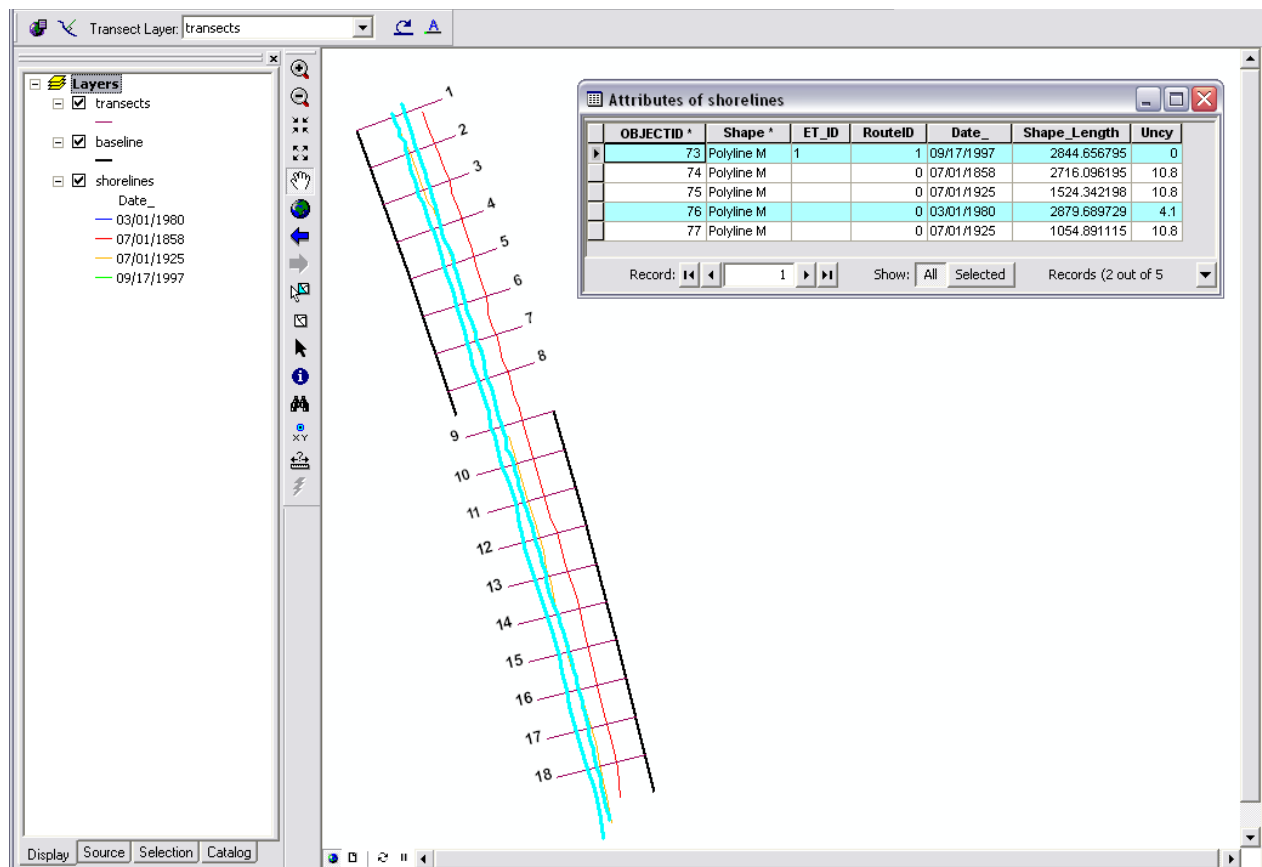 Transect Layer: transects A
Layers
transects
baseline
shorelines
Date_
03/01/1980
07/01/1858
07/01/1925
09/17/1997
Display Source Selection Catalog
XY
?
Attributes of shorelines
OBJECTID * Shape * ET_ID RouteID Date_ Shape_Length Uncy
73 Polyline M 1 1 09/17/1997 2844.656795 0
74 Polyline M 0 07/01/1858 2716.096195 10.8
75 Polyline M 0 07/01/1925 1524.342198 10.8
76 Polyline M 0 03/01/1980 2879.689729 4.1
77 Polyline M 0 07/01/1925 1054.891115 10.8
Record: 1 Show: All Selected Records (2 out of 5
1
2
3
4
5
6
7
8
9
10
11
12
13
14
15
16
17
18